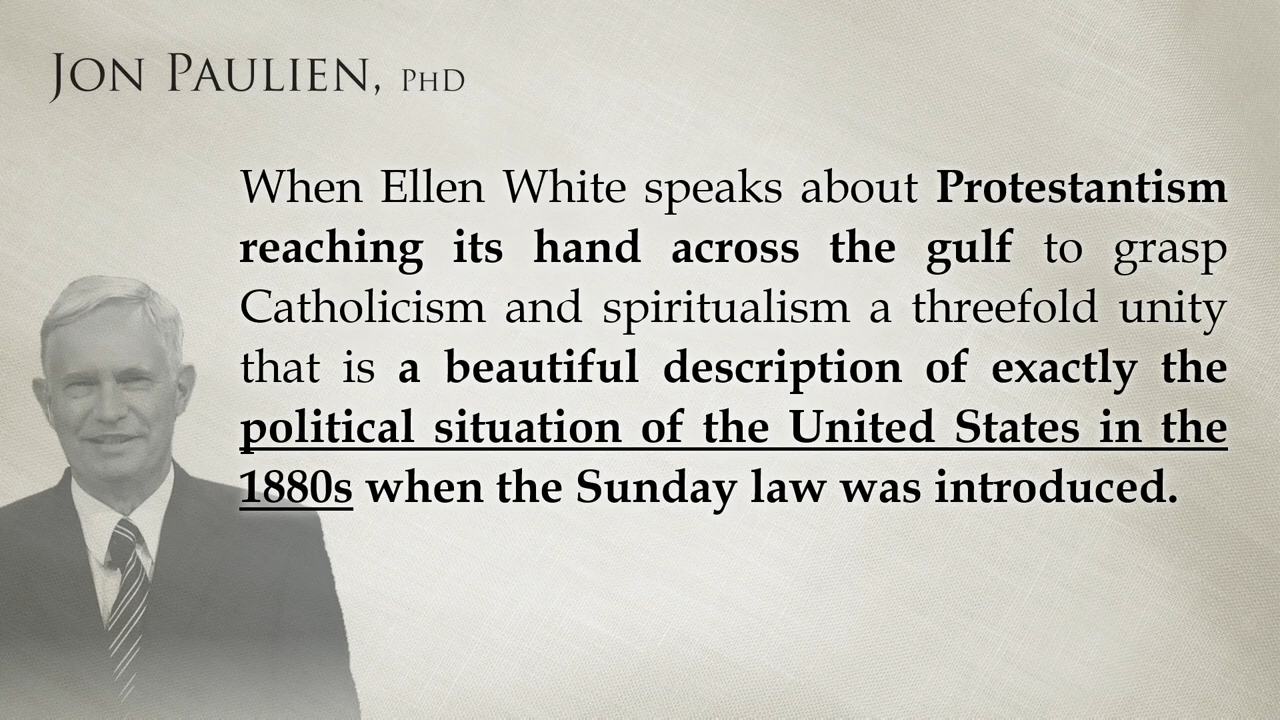 Jon Paulien, PhD
When Ellen White speaks about Protestantism
reaching its hand across the gulf to grasp
Catholicism and spiritualism a threefold unity
that is a beautiful description of exactly the
political situation of the United States in the
1880s when the Sunday law was introduced.